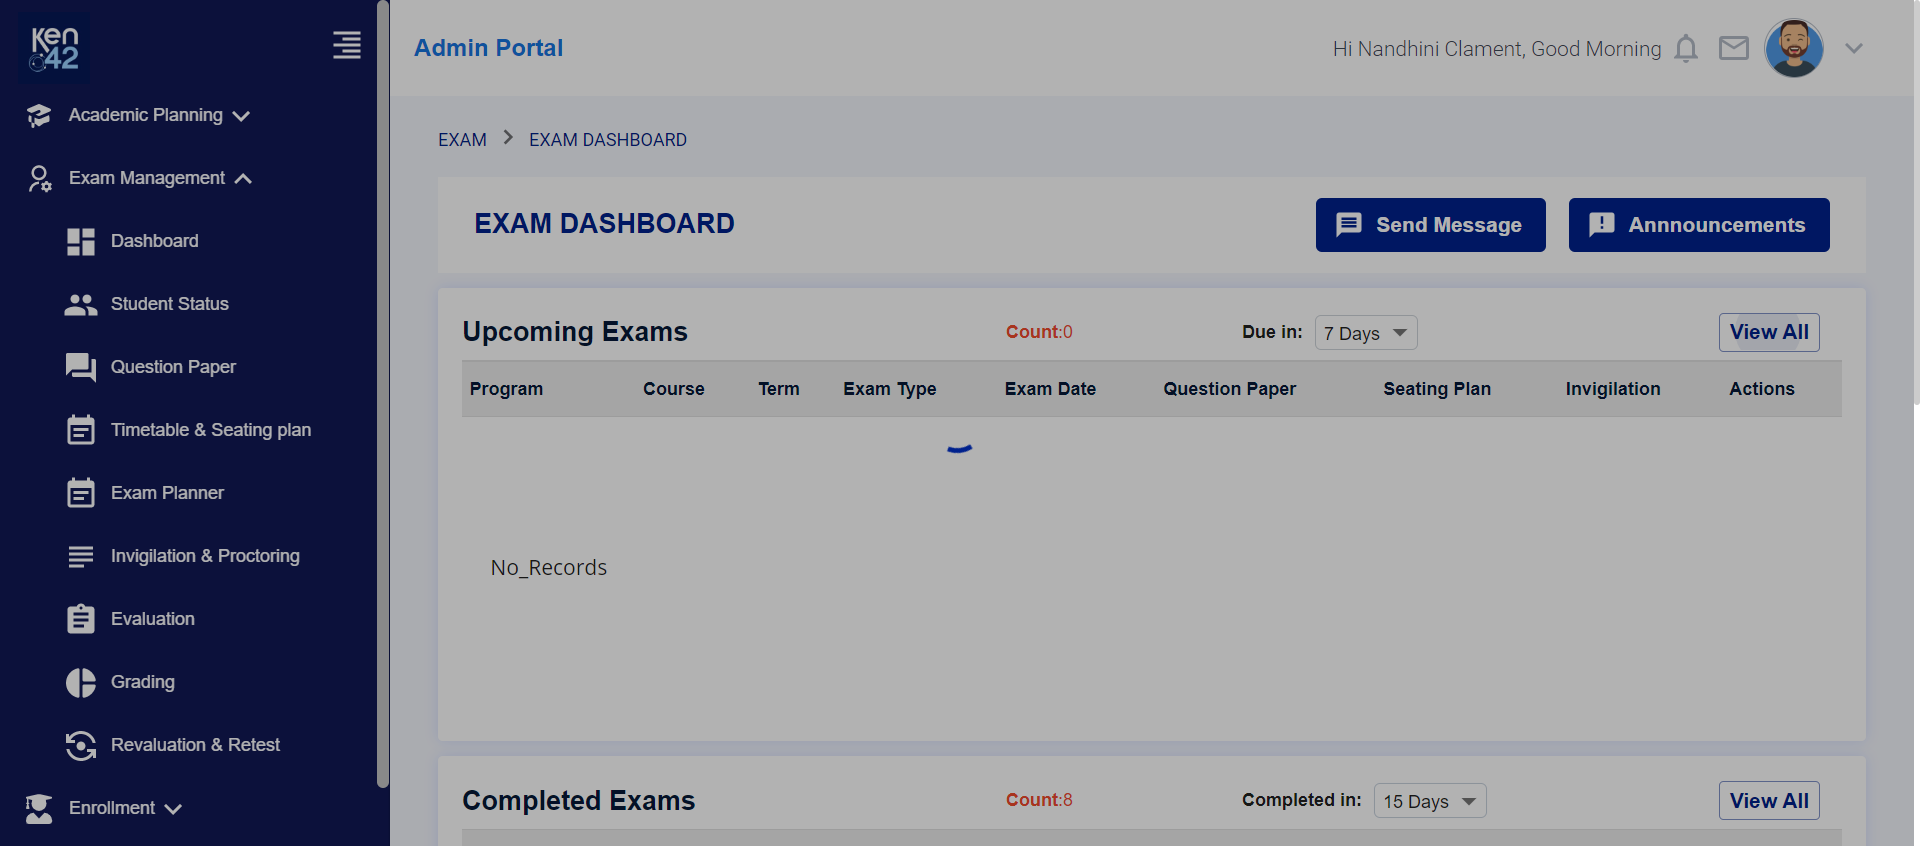 Ken
42
Academic Planning
Exam Management
Dashboard
Student Status
Question Paper
Timetable & Seating plan
Exam Planner
Invigilation & Proctoring
Evaluation
Grading
Revaluation & Retest
Enrollment
Admin Portal
Hi Nandhini Clament, Good Morning
EXAM > EXAM DASHBOARD
EXAM DASHBOARD
Send Message
Annnouncements
Upcoming Exams Count:0 Due in: 7 Days View All
Program Course Term Exam Type Exam Date Question Paper Seating Plan Invigilation Actions
No_Records
Completed Exams Count:8 Completed in: 15 Days View All